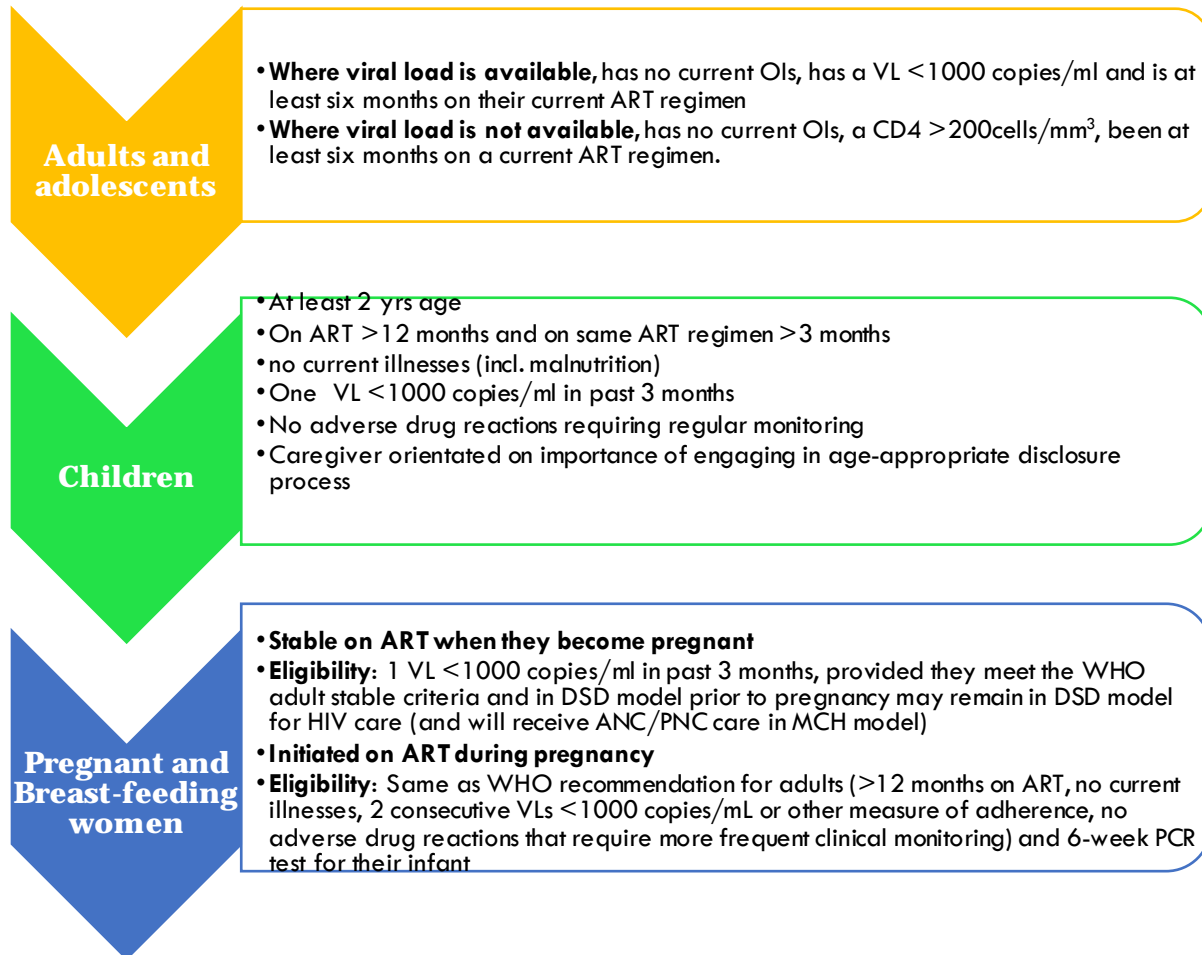 Adults and
adolescents
•Where viral load is available, has no current OIs, has a VL <1000 copies/ml and is at
least six months on their current ART regimen
•Where viral load is not available, has no current OIs, a CD4 >200cells/mm³, been at
least six months on a current ART regimen.
Children
•At least 2 yrs age
•On ART >12 months and on same ART regimen >3 months
•no current illnesses (incl. malnutrition)
•One VL <1000 copies/ml in past 3 months
•No adverse drug reactions requiring regular monitoring
•Caregiver orientated on importance of engaging in age-appropriate disclosure
process
Pregnant and
Breast-feeding
women
•Stable on ART when they become pregnant
•Eligibility: 1 VL <1000 copies/ml in past 3 months, provided they meet the WHO
adult stable criteria and in DSD model prior to pregnancy may remain in DSD model
for HIV care (and will receive ANC/PNC care in MCH model)
•Initiated on ART during pregnancy
•Eligibility: Same as WHO recommendation for adults (>12 months on ART, no current
illnesses, 2 consecutive VLs <1000 copies/mL or other measure of adherence, no
adverse drug reactions that require more frequent clinical monitoring) and 6-week PCR
test for their infant